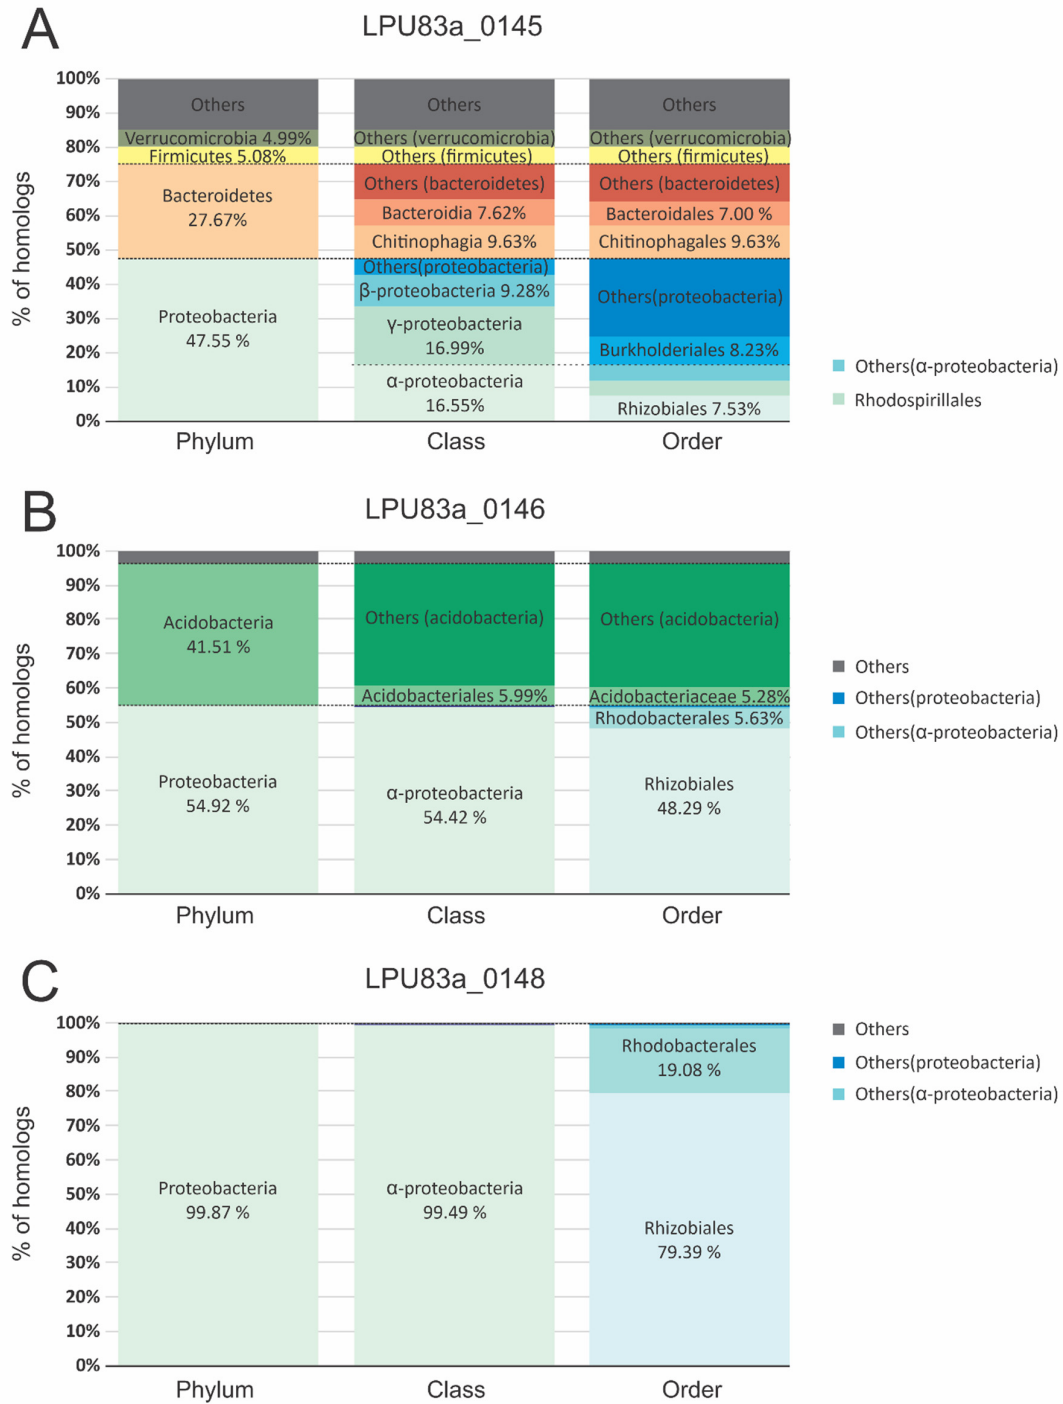 A
LPU83a_0145
100%
90%
80%
70%
60%
50%
40%
30%
20%
10%
0%
% of homologs
Others
Verrucomicrobia 4.99%
Firmicutes 5.08%
Bacteroidetes
27.67%
Proteobacteria
47.55 %
Others
Others (verrucomicrobia)
Others (firmicutes)
Others (bacteroidetes)
Bacteroidia 7.62%
Chitinophagia 9.63%
Others(proteobacteria)
β-proteobacteria 9.28%
γ-proteobacteria
16.99%
α-proteobacteria
16.55%
Others
Others (verrucomicrobia)
Others (firmicutes)
Others (bacteroidetes)
Bacteroidales 7.00 %
Chitinophagales 9.63%
Others(proteobacteria)
Burkholderiales 8.23%
Rhizobiales 7.53%
Others(α-proteobacteria)
Rhodospirillales
Phylum
Class
Order
B
LPU83a_0146
100%
90%
80%
70%
60%
50%
40%
30%
20%
10%
0%
% of homologs
Acidobacteria
41.51 %
Proteobacteria
54.92 %
Others (acidobacteria)
Acidobacteriales 5.99%
α-proteobacteria
54.42 %
Others (acidobacteria)
Acidobacteriaceae 5.28%
Rhodobacterales 5.63%
Rhizobiales
48.29 %
Others
Others(proteobacteria)
Others(α-proteobacteria)
Phylum
Class
Order
C
LPU83a_0148
100%
90%
80%
70%
60%
50%
40%
30%
20%
10%
0%
% of homologs
Proteobacteria
99.87 %
α-proteobacteria
99.49 %
Rhodobacterales
19.08 %
Rhizobiales
79.39 %
Others
Others(proteobacteria)
Others(α-proteobacteria)
Phylum
Class
Order